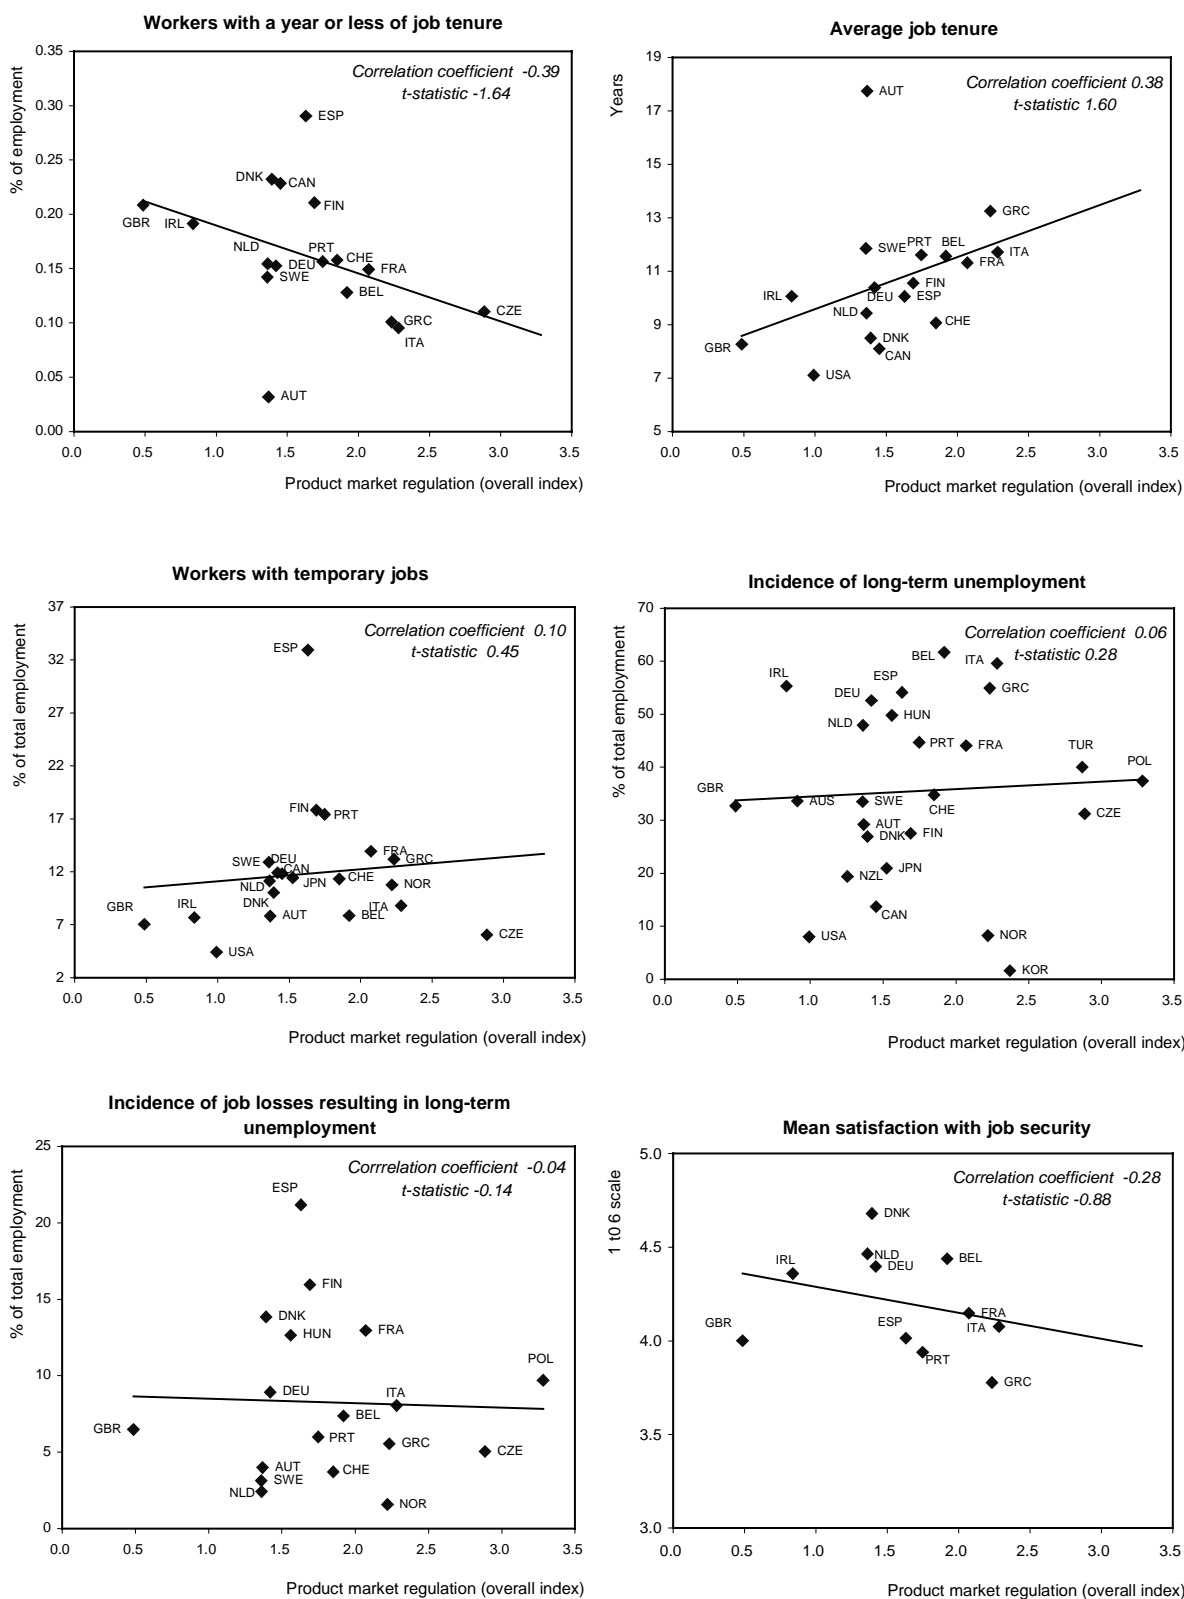 Workers with a year or less of job tenure
% of employment
0.35
0.30
0.25
0.20
0.15
0.10
0.05
0.00
Correlation coefficient -0.39
t-statistic -1.64
ESP
DNK
CAN
FIN
GBR
IRL
NLD
PRT
CHE
DEU
FRA
SWE
BEL
CZE
GRC
ITA
AUT
0.0 0.5 1.0 1.5 2.0 2.5 3.0 3.5
Product market regulation (overall index)
Average job tenure
Years
19
17
15
13
11
9
7
5
Correlation coefficient 0.38
t-statistic 1.60
AUT
GRC
SWE
PRT
BEL
ITA
FRA
IRL
DEU
FIN
ESP
NLD
CHE
GBR
DNK
CAN
USA
0.0 0.5 1.0 1.5 2.0 2.5 3.0 3.5
Product market regulation (overall index)
Workers with temporary jobs
% of total employment
37
32
27
22
17
12
7
2
Correlation coefficient 0.10
t-statistic 0.45
ESP
FIN
PRT
SWE
DEU
CAN
FRA
GRC
NLD
JPN
CHE
NOR
DNK
GBR
IRL
AUT
BEL
ITA
CZE
USA
0.0 0.5 1.0 1.5 2.0 2.5 3.0 3.5
Product market regulation (overall index)
Incidence of long-term unemployment
% of total employmnent
70
60
50
40
30
20
10
0
Correlation coefficient 0.06
t-statistic 0.28
BEL
ITA
IRL
ESP
GRC
DEU
HUN
NLD
PRT
FRA
TUR
POL
GBR
AUS
SWE
CHE
CZE
AUT
DNK
FIN
JPN
NZL
CAN
USA
NOR
KOR
0.0 0.5 1.0 1.5 2.0 2.5 3.0 3.5
Product market regulation (overall index)
Incidence of job losses resulting in long-term
unemployment
% of total employment
25
20
15
10
5
0
Corrrelation coefficient -0.04
t-statistic -0.14
ESP
FIN
DNK
HUN
FRA
POL
DEU
ITA
BEL
GBR
PRT
GRC
CZE
AUT
CHE
SWE
NLD
NOR
0.0 0.5 1.0 1.5 2.0 2.5 3.0 3.5
Product market regulation (overall index)
Mean satisfaction with job security
1 to 6 scale
5.0
4.5
4.0
3.5
3.0
Correlation coefficient -0.28
t-statistic -0.88
DNK
NLD
BEL
IRL
DEU
GBR
FRA
ESP
ITA
PRT
GRC
0.0 0.5 1.0 1.5 2.0 2.5 3.0 3.5
Product market regulation (overall index)